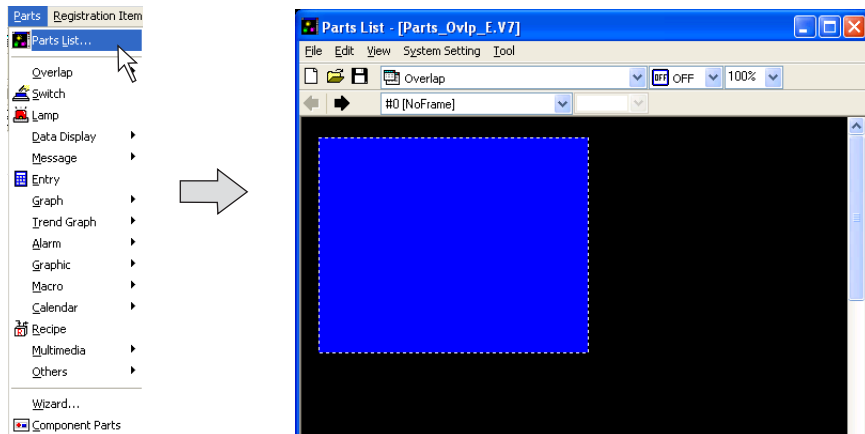 Parts Registration Item
Parts List...
Overlap
Switch
Lamp
Data Display
Message
Entry
Graph
Trend Graph
Alarm
Graphic
Macro
Calendar
Recipe
Multimedia
Others
Wizard...
Component Parts
Parts List - [Parts_Ovlp_E.V7]
File Edit View System Setting Tool
Overlap OFF OFF 100%
#0 [NoFrame]